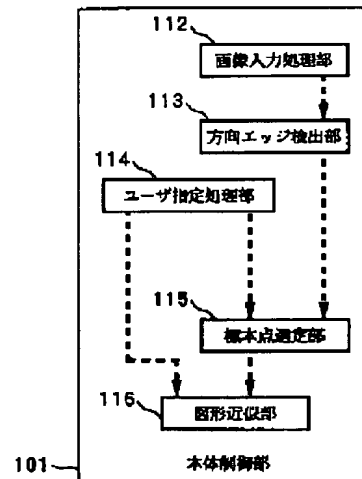 112
画像入力処理部
113
方向エッジ検出部
114
ユーザ指定処理部
115
標本点選定部
116
図形近似部
101
本体制御部